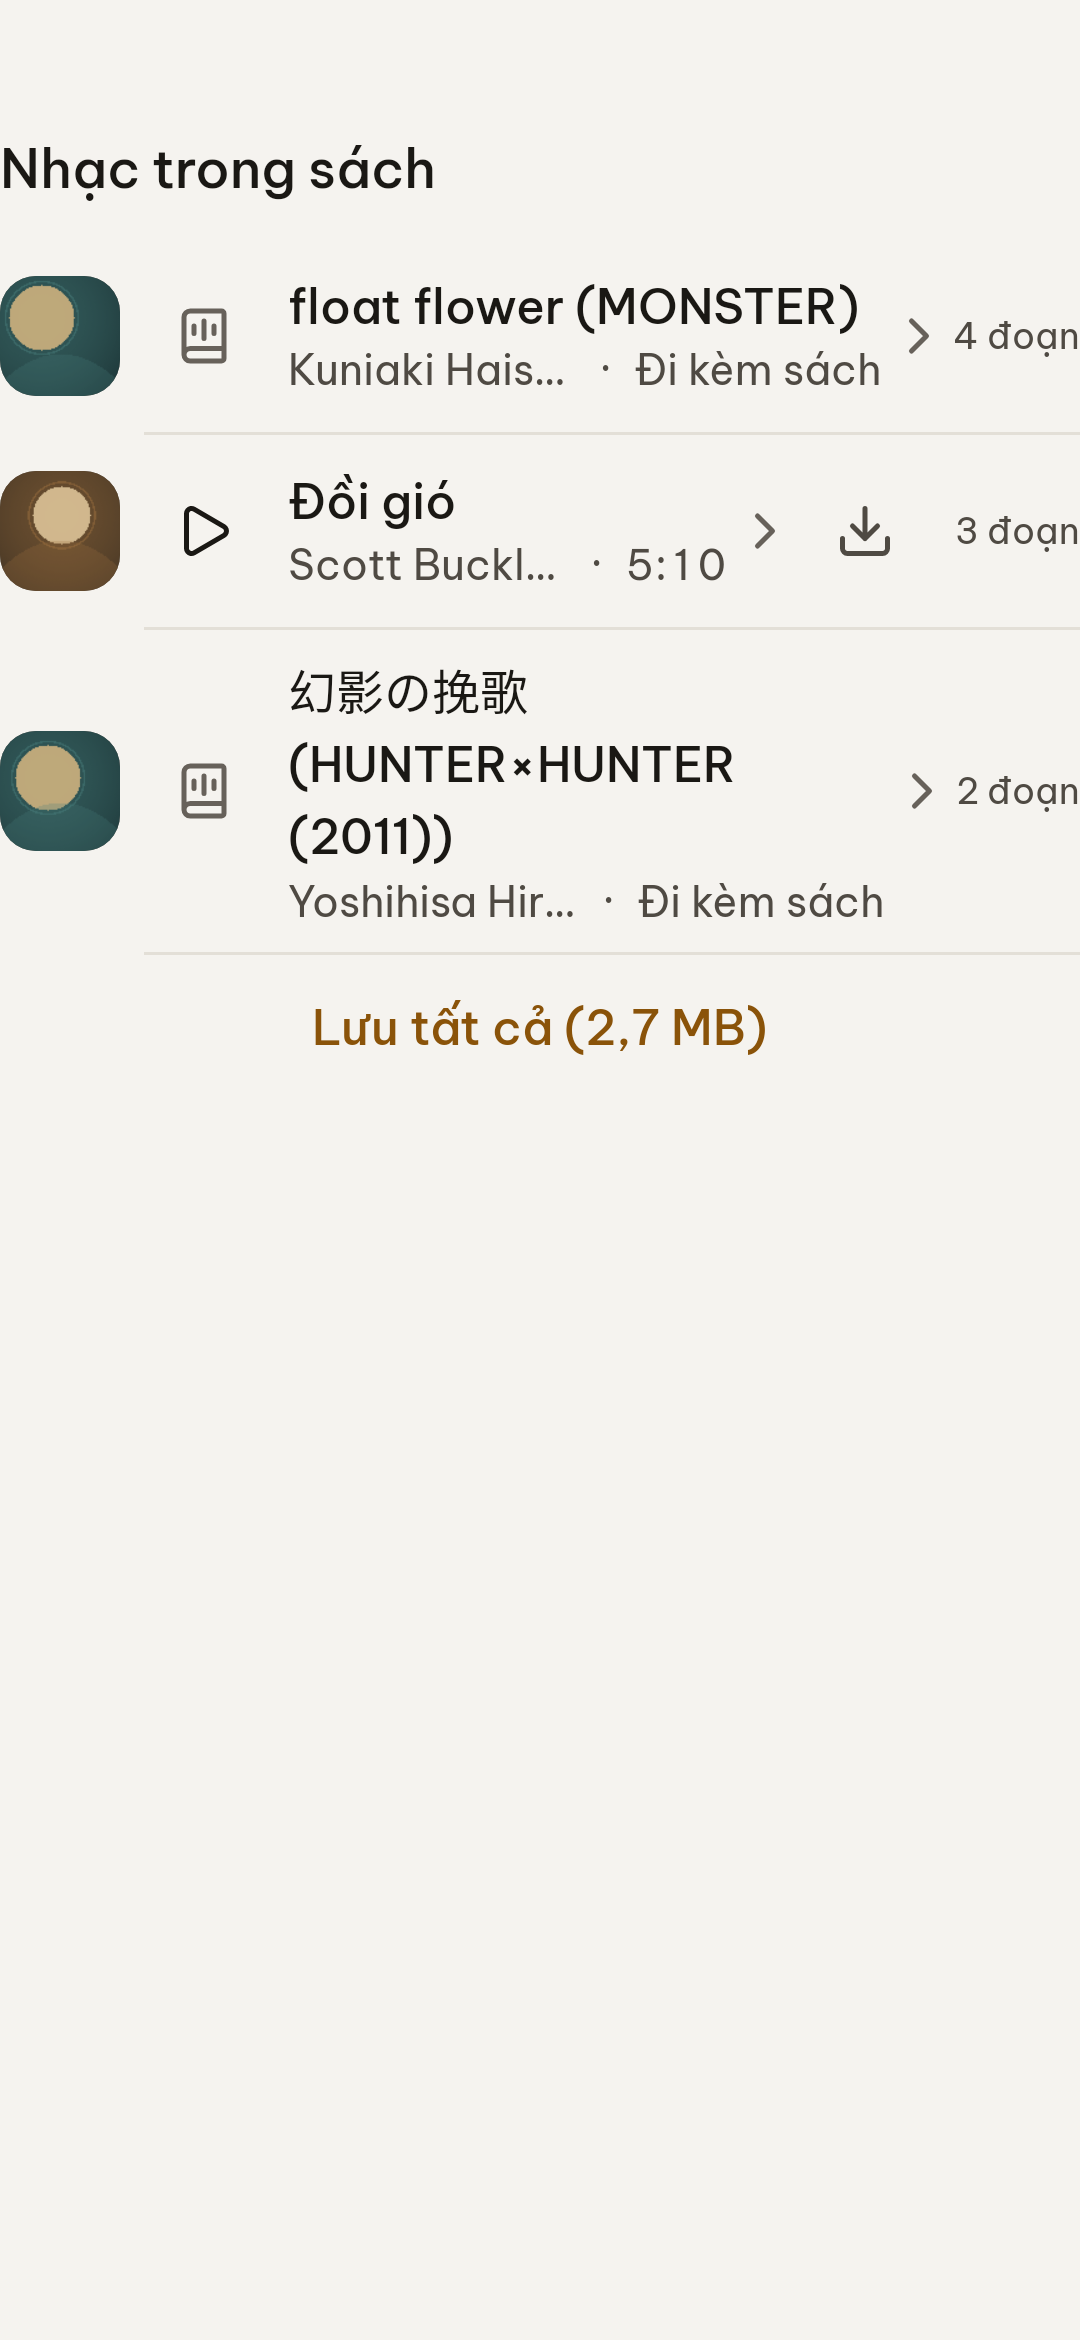 Nhạc trong sách
float flower (MONSTER)
Kuniaki Hais... · Đi kèm sách
4 đoạn
Đồi gió
Scott Buckl... · 5:10
3 đoạn
幻影の挽歌
(HUNTER×HUNTER
(2011))
Yoshihisa Hir... · Đi kèm sách
2 đoạn
Lưu tất cả (2,7 MB)